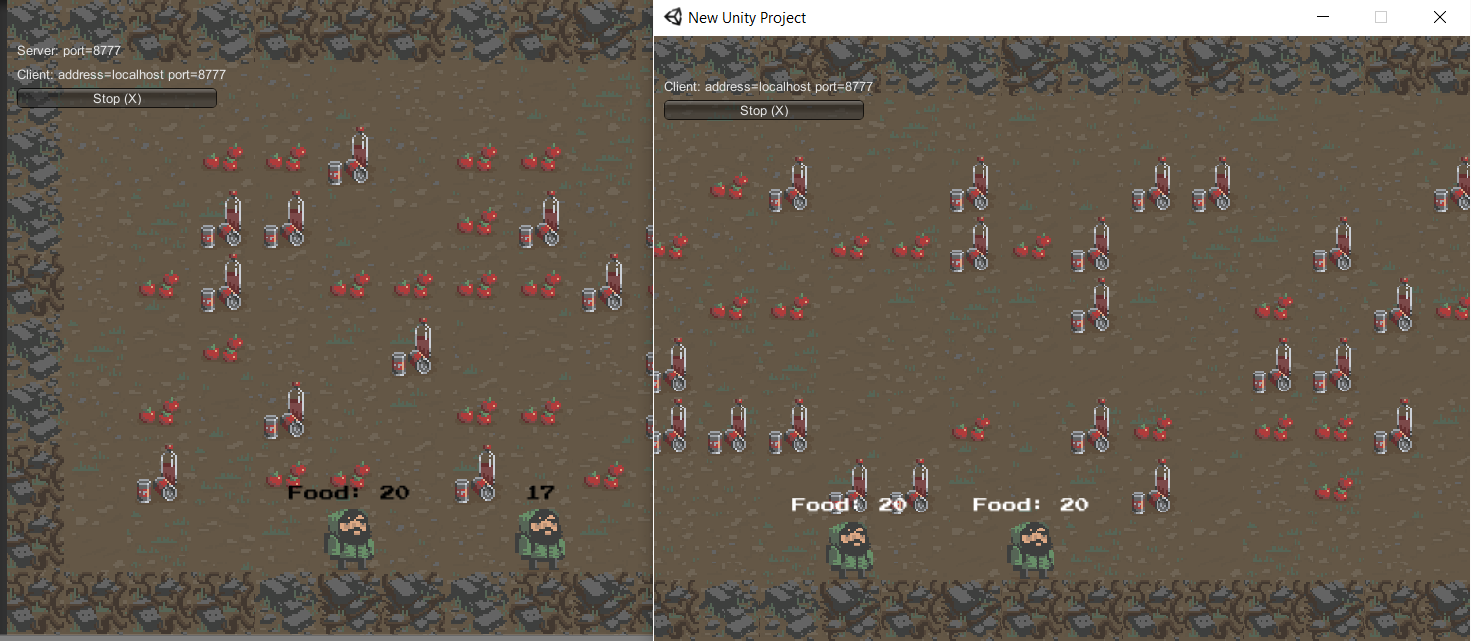 Server: port=8777
Client: address=localhost port=8777
Stop (X)
Food: 20
17
New Unity Project
Client: address=localhost port=8777
Stop (X)
Food: 20
Food: 20